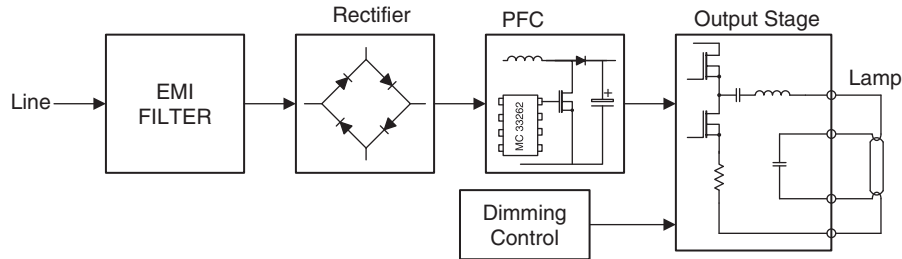 Rectifier
PFC
Output Stage
Line
EMI
FILTER
+
MC 33262
Lamp
Dimming
Control